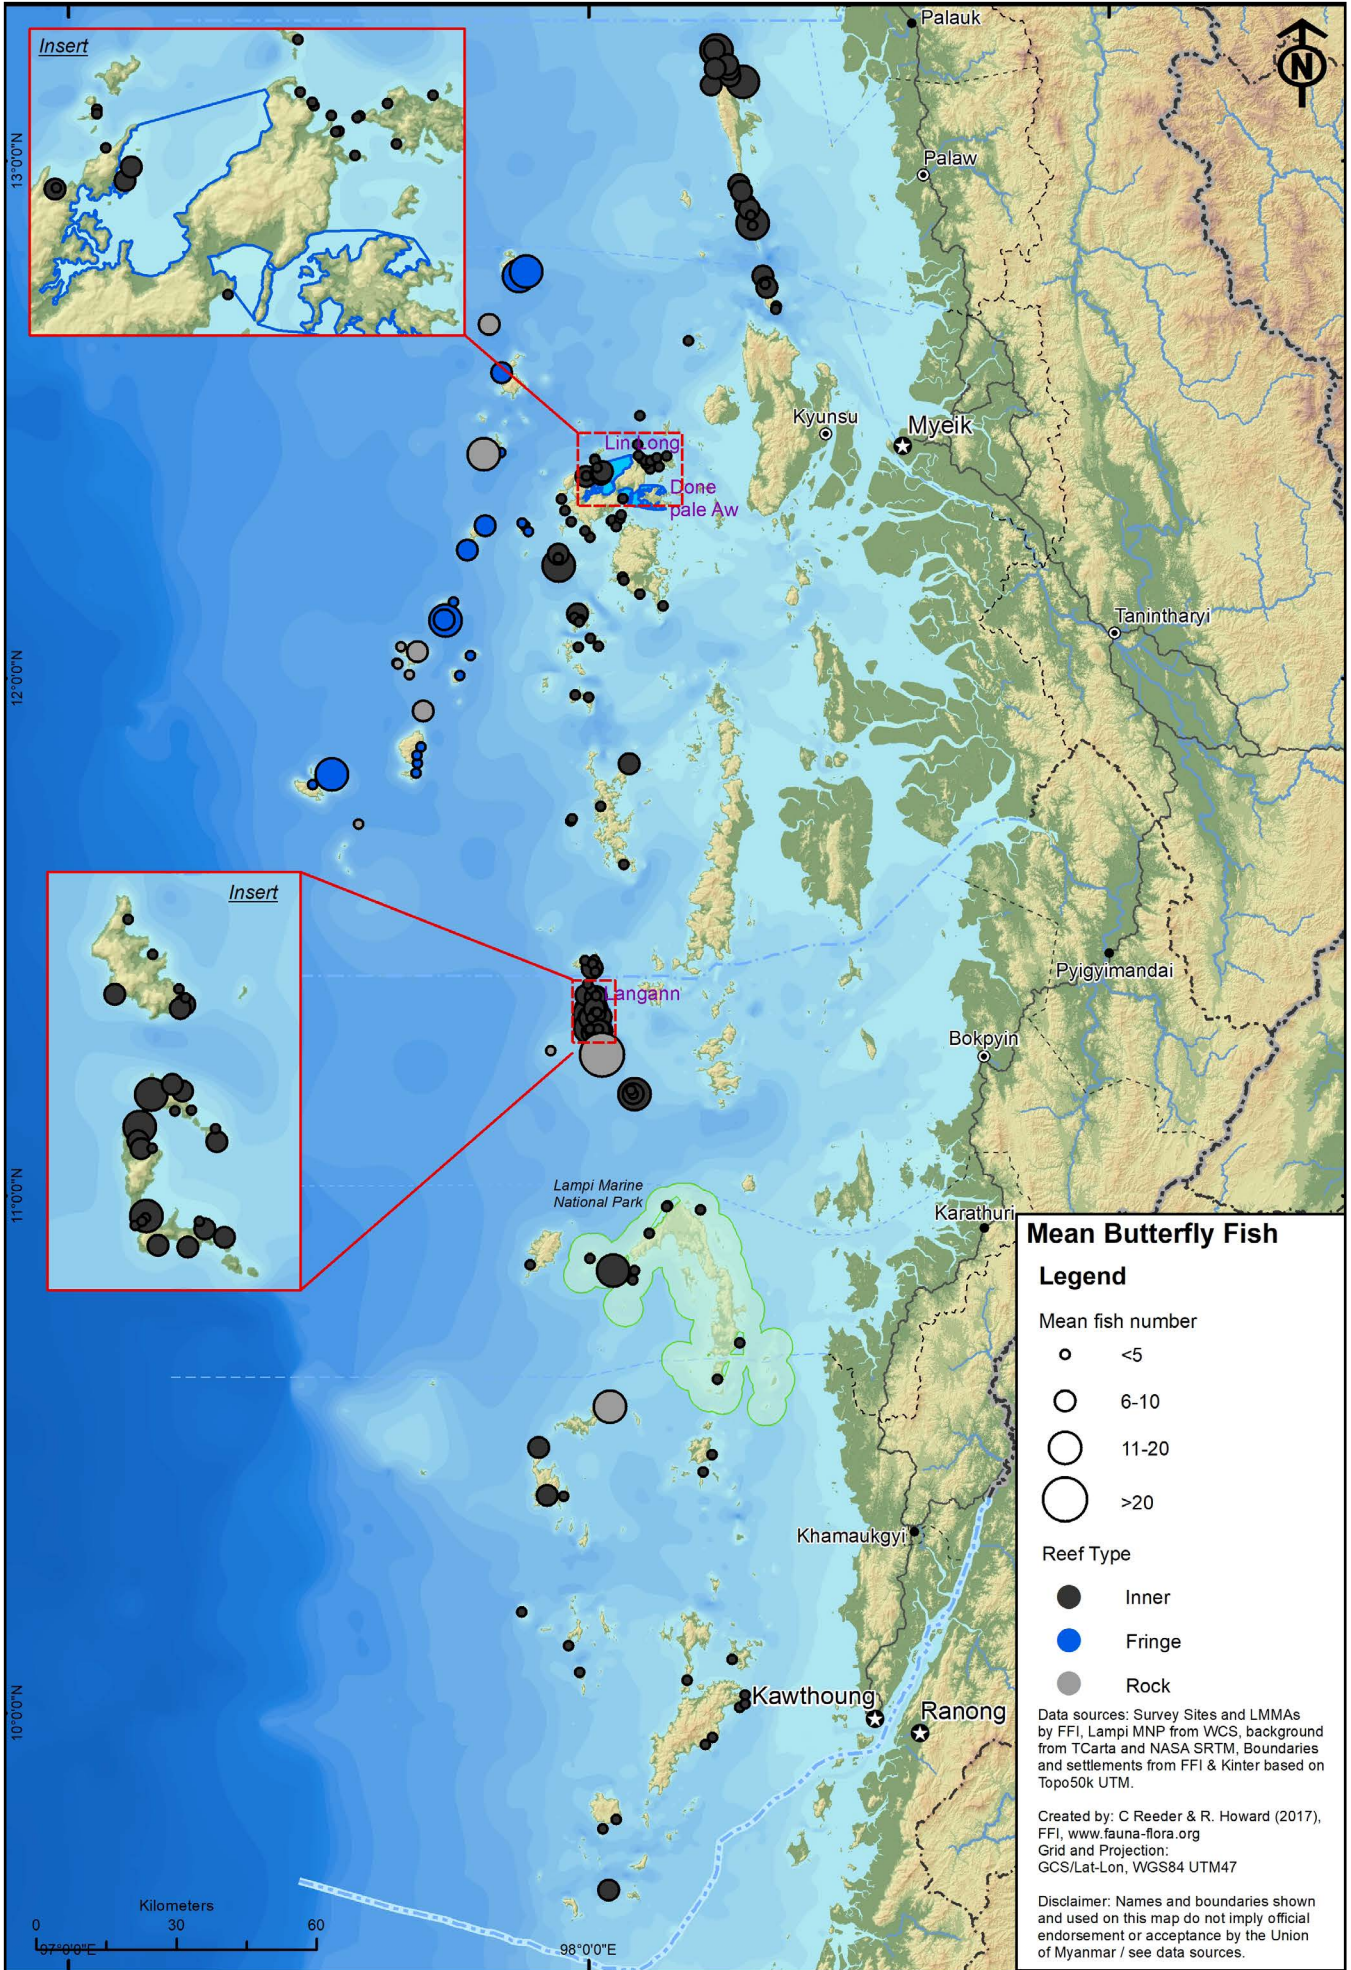 Insert
Palauk
N
13°0'0"N
Palaw
Kyunsu
Myeik
Lin Long
Done
pale Aw
Tanintharyi
12°0'0"N
Insert
Pyigyimandai
Langann
Bokpyin
11°0'0"N
Lampi Marine
National Park
Karathuri
Khamaukgyi
Kawthoung
Ranong
10°0'0"N
Kilometers
0 30 60
97°0'0"E
98°0'0"E
Mean Butterfly Fish
Legend
Mean fish number
<5
6-10
11-20
>20
Reef Type
Inner
Fringe
Rock
Data sources: Survey Sites and LMMAs
by FFI, Lampi MNP from WCS, background
from TCarta and NASA SRTM, Boundaries
and settlements from FFI & Kinter based on
Topo50k UTM.
Created by: C Reeder & R. Howard (2017),
FFI, www.fauna-flora.org
Grid and Projection:
GCS/Lat-Lon, WGS84 UTM47
Disclaimer: Names and boundaries shown
and used on this map do not imply official
endorsement or acceptance by the Union
of Myanmar / see data sources.